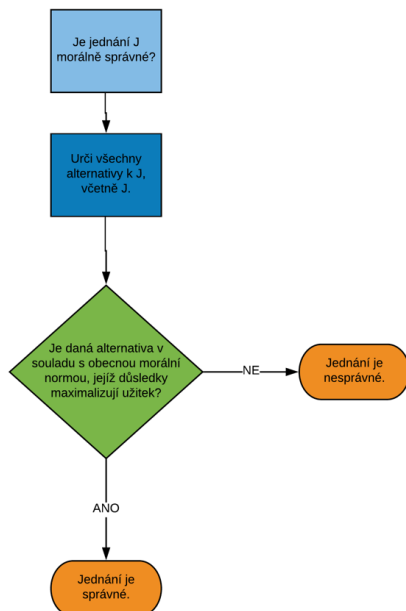 Je jednání J
morálně správné?
Urči všechny
alternativy k J,
včetně J.
Je daná alternativa v
souladu s obecnou morální
normou, jejíž důsledky
maximalizují užitek?
NE
Jednání je
nesprávné.
ANO
Jednání je
správné.